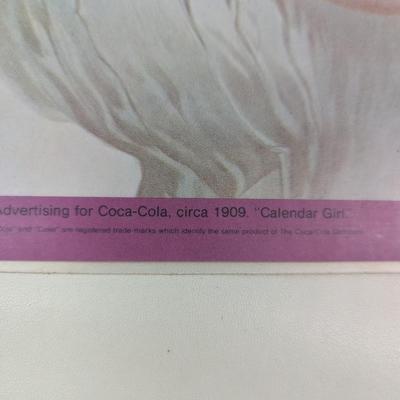 Advertising for Coca-Cola, circa 1909. "Calendar Girl."
and "Coke" are registered trade-marks which identify the same product of The Coca-Cola Company.